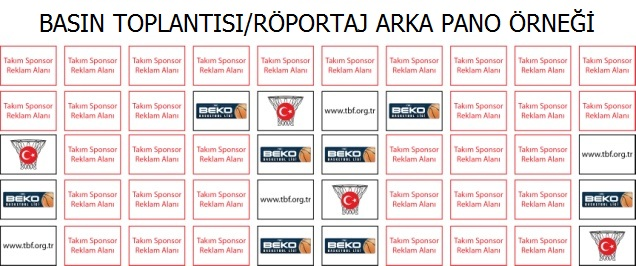 BASIN TOPLANTISI/RÖPORTAJ ARKA PANO ÖRNEĞİ
Takım Sponsor Takım Sponsor Takım Sponsor Takım Sponsor Takım Sponsor Takım Sponsor Takım Sponsor Takım Sponsor Takım Sponsor Takım Sponsor
Reklam Alanı Reklam Alanı Reklam Alanı Reklam Alanı Reklam Alanı Reklam Alanı Reklam Alanı Reklam Alanı Reklam Alanı Reklam Alanı
Takım Sponsor Takım Sponsor Takım Sponsor BEKO www.tbf.org.tr BEKO Takım Sponsor Takım Sponsor Takım Sponsor
Reklam Alanı Reklam Alanı Reklam Alanı BASKETBOL LİGİ BASKETBOL LİGİ Reklam Alanı Reklam Alanı Reklam Alanı
Takım Sponsor Takım Sponsor Takım Sponsor BEKO BEKO Takım Sponsor Takım Sponsor Takım Sponsor www.tbf.org.tr
Reklam Alanı Reklam Alanı Reklam Alanı BASKETBOL LİGİ BASKETBOL LİGİ Reklam Alanı Reklam Alanı Reklam Alanı
BEKO Takım Sponsor Takım Sponsor Takım Sponsor www.tbf.org.tr Takım Sponsor Takım Sponsor Takım Sponsor BEKO
BASKETBOL LİGİ Reklam Alanı Reklam Alanı Reklam Alanı Reklam Alanı Reklam Alanı Reklam Alanı BASKETBOL LİGİ
www.tbf.org.tr Takım Sponsor Takım Sponsor Takım Sponsor BEKO BEKO Takım Sponsor Takım Sponsor Takım Sponsor
Reklam Alanı Reklam Alanı Reklam Alanı BASKETBOL LİGİ BASKETBOL LİGİ Reklam Alanı Reklam Alanı Reklam Alanı